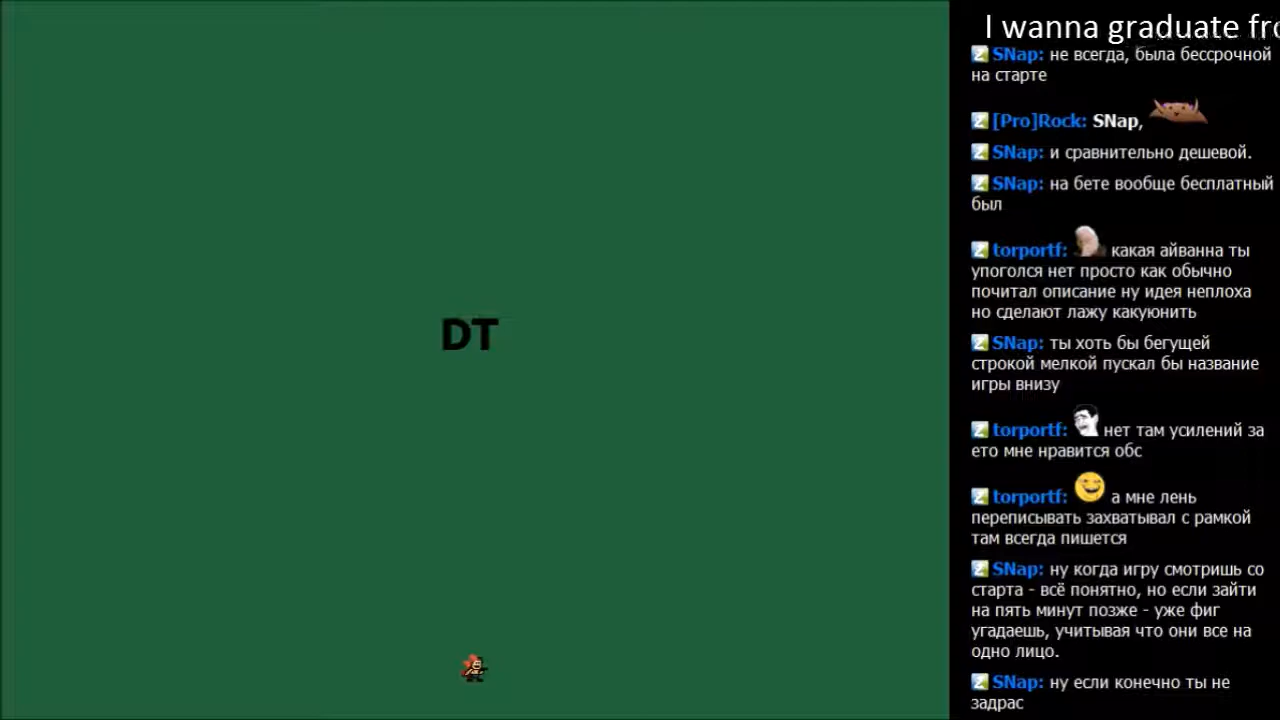 DT
I wanna graduate fro
SNap: не всегда, была бессрочной
на старте
[Pro]Rock: SNap,
SNap: и сравнительно дешевой.
SNap: на бете вообще бесплатный
был
torportf: какая айванна ты
упоголся нет просто как обычно
почитал описание ну идея неплоха
но сделают лажу какуюнить
SNap: ты хоть бы бегущей
строкой мелкой пускал бы название
игры внизу
torportf: нет там усилений за
ето мне нравится обс
torportf: а мне лень
переписывать захватывал с рамкой
там всегда пишется
SNap: ну когда игру смотришь со
старта - всё понятно, но если зайти
на пять минут позже - уже фиг
угадаешь, учитывая что они все на
одно лицо.
SNap: ну если конечно ты не
задрас